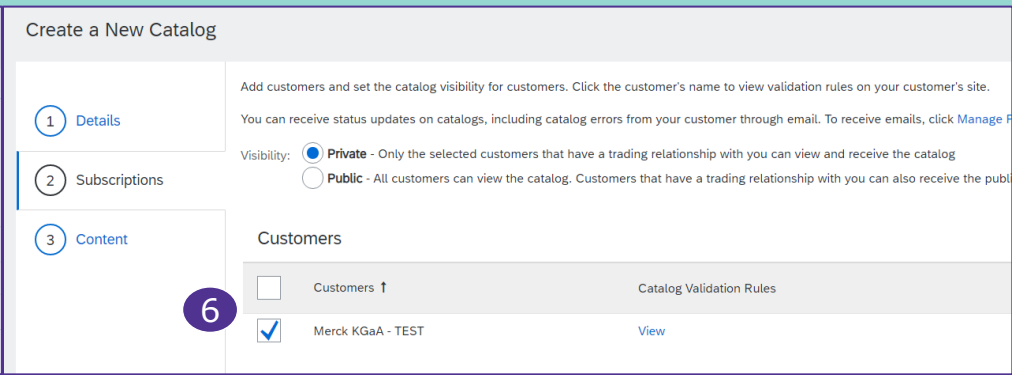 Create a New Catalog
Add customers and set the catalog visibility for customers. Click the customer's name to view validation rules on your customer's site.
1 Details
You can receive status updates on catalogs, including catalog errors from your customer through email. To receive emails, click Manage
Visibility: Private - Only the selected customers that have a trading relationship with you can view and receive the catalog
2 Subscriptions
Public - All customers can view the catalog. Customers that have a trading relationship with you can also receive the
3 Content
Customers
Customers ↑ Catalog Validation Rules
6
Merck KGaA - TEST View